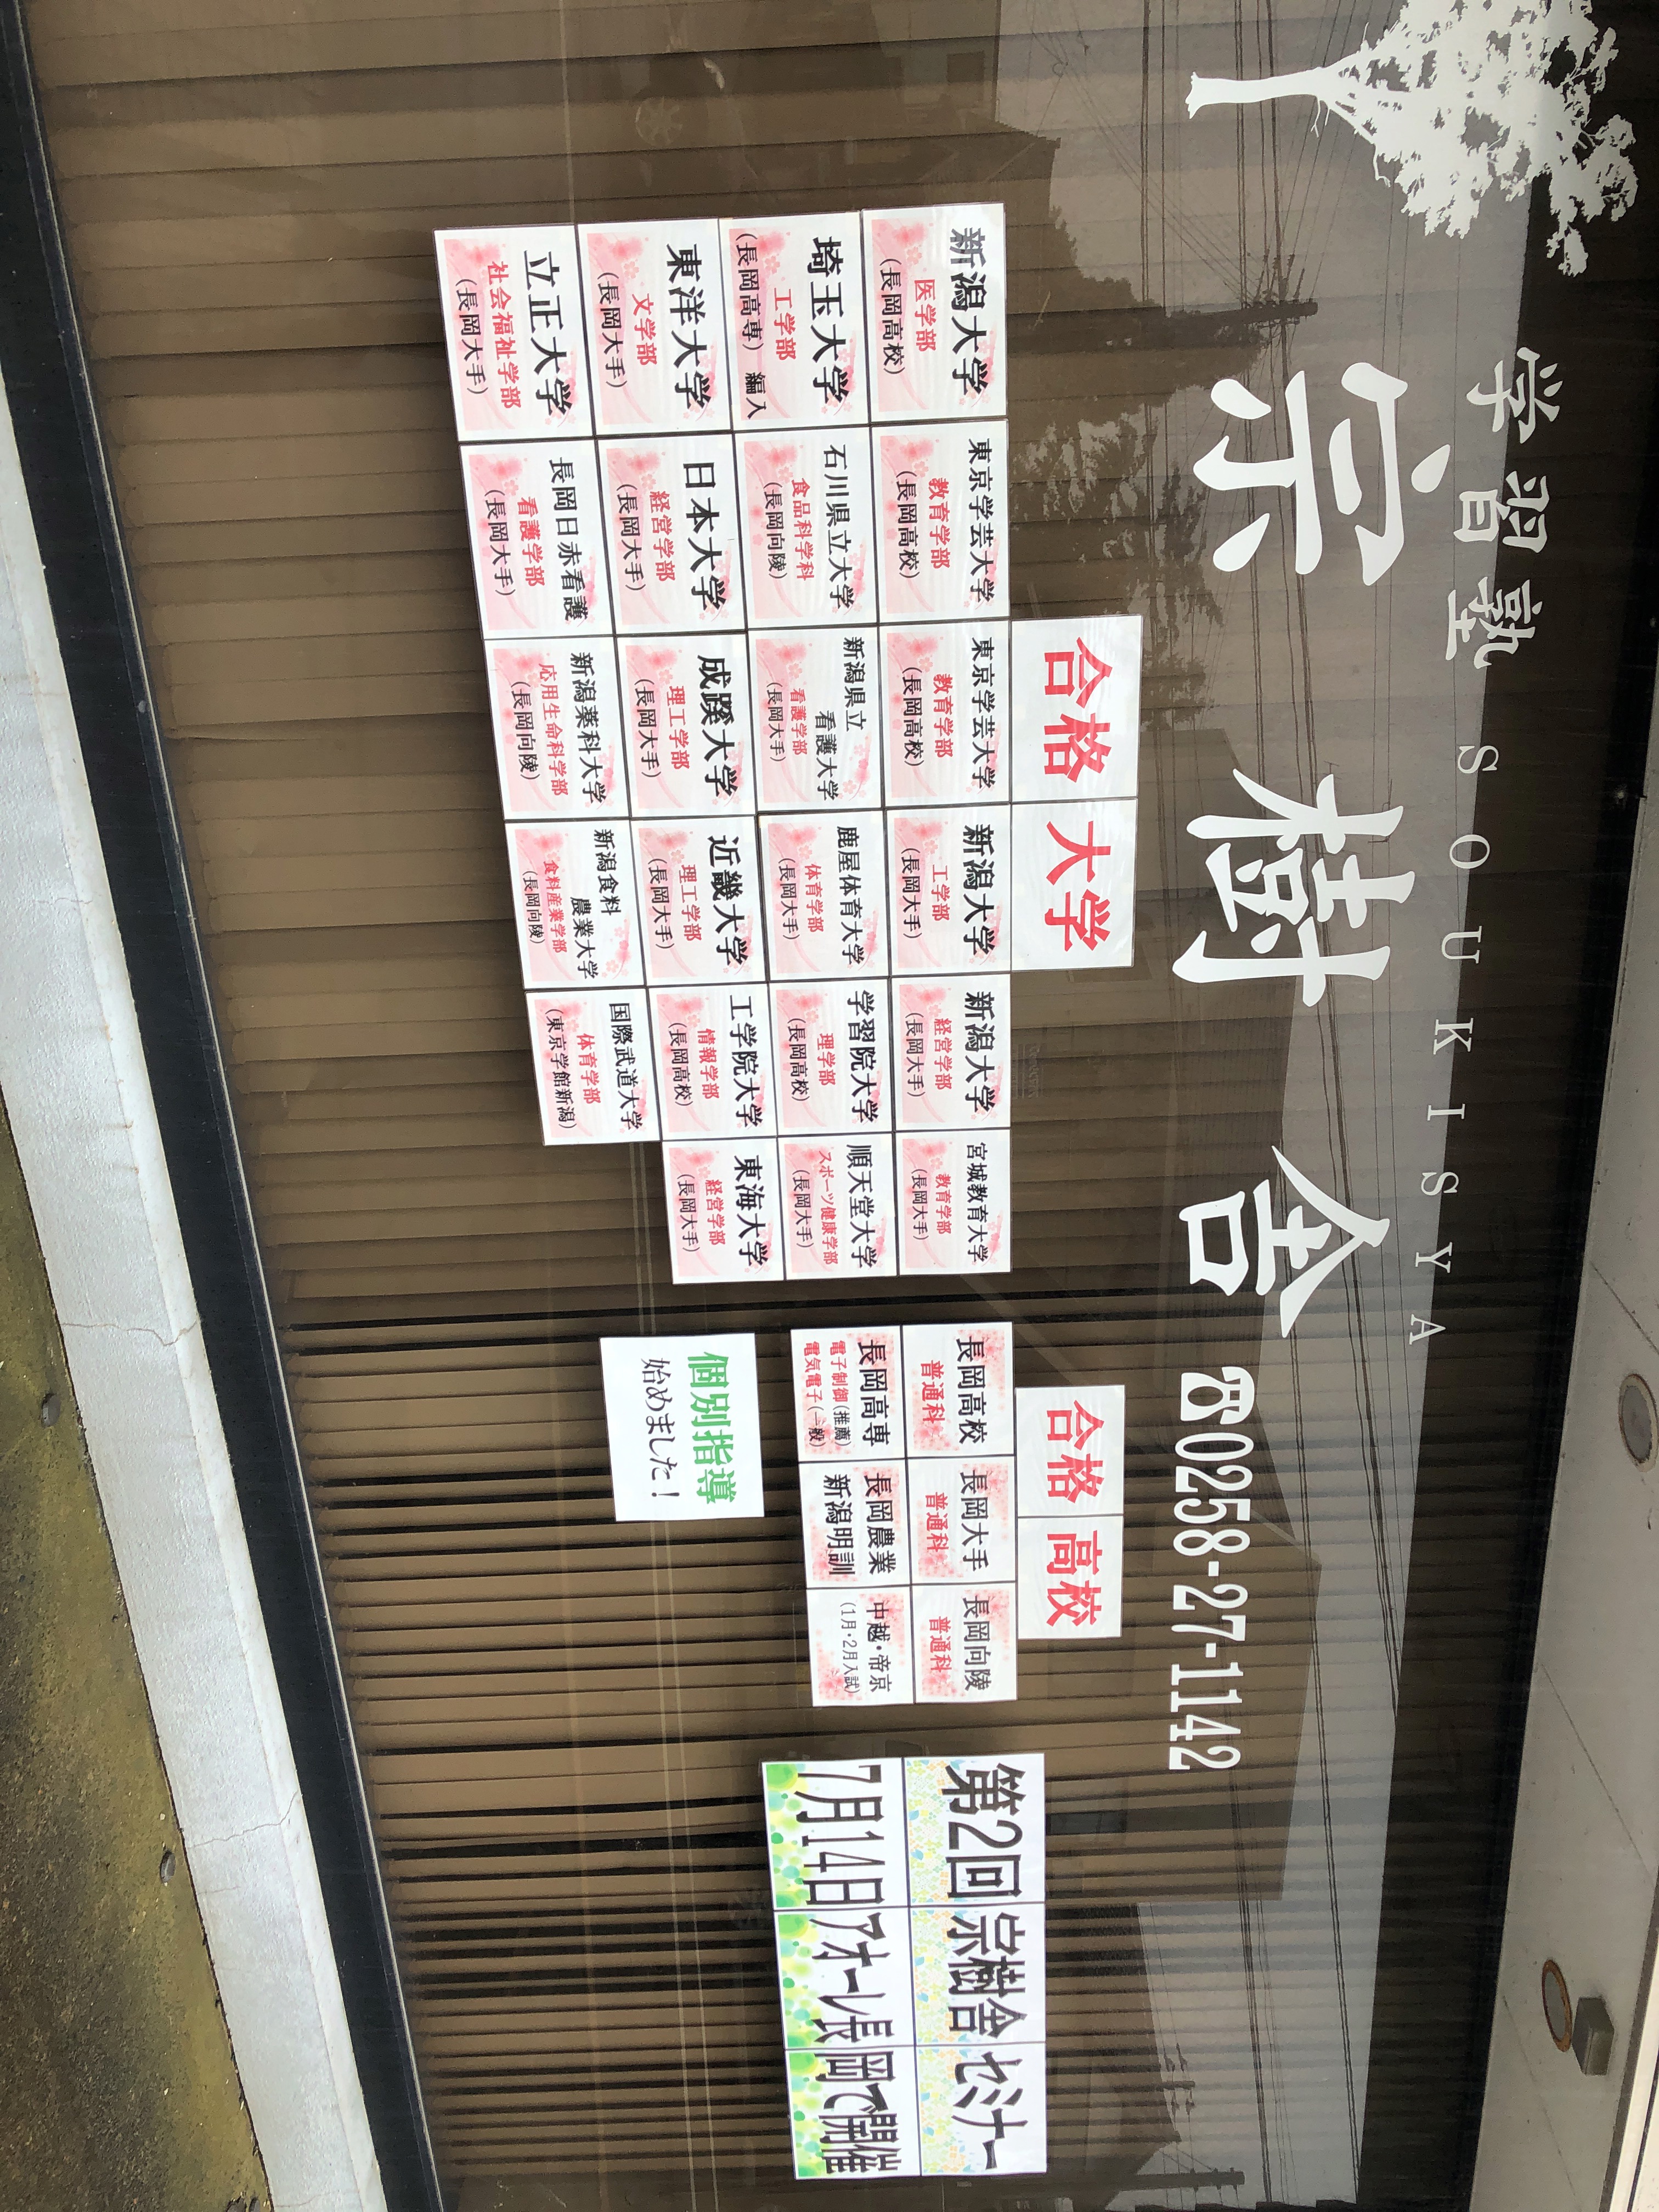 学習塾 SOUKISYA
宗樹舎 ☎0258-27-1142
合格 大学
新潟大学
医学部
(長岡高校)
東京学芸大学
教育学部
(長岡高校)
東京学芸大学
教育学部
(長岡高校)
新潟大学
工学部
(長岡大手)
新潟大学
経営学部
(長岡大手)
宮城教育大学
教育学部
(長岡大手)
埼玉大学
工学部
(長岡高専) 編入
石川県立大学
食品科学科
(長岡向陵)
新潟県立
看護大学
看護学部
(長岡大手)
鹿屋体育大学
体育学部
(長岡大手)
学習院大学
理学部
(長岡高校)
順天堂大学
スポーツ健康学部
(長岡大手)
東洋大学
文学部
(長岡大手)
日本大学
経営学部
(長岡大手)
成蹊大学
理工学部
(長岡大手)
近畿大学
理工学部
(長岡大手)
工学院大学
情報学部
(長岡高校)
東海大学
経営学部
(長岡大手)
立正大学
社会福祉学部
(長岡大手)
長岡日赤看護
看護学部
(長岡大手)
新潟薬科大学
応用生命科学部
(長岡向陵)
新潟食料
農業大学
食料産業学部
(長岡向陵)
国際武道大学
体育学部
(東京学館新潟)
合格 高校
長岡高校
普通科
長岡大手
普通科
長岡向陵
普通科
長岡高専
電子制御(推薦)
電気電子(一般)
長岡農業
新潟明訓
中越・帝京
(1月・2月入試)
個別指導
始めました！
第2回 宗樹舎 セミナー
7月14日 アオーレ長岡で開催